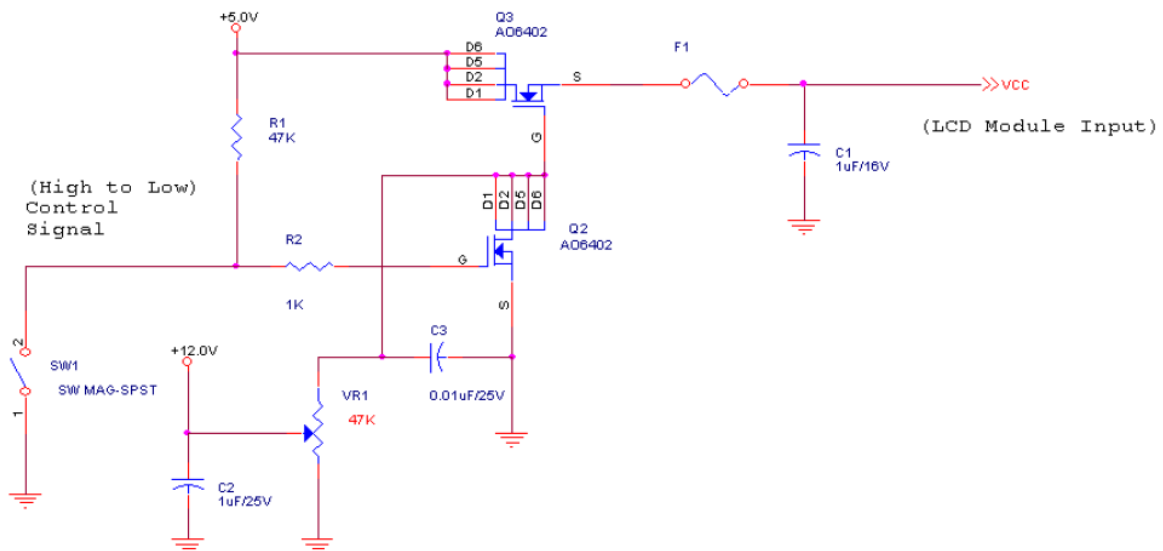 +5.0V
Q3
AO6402
D6
D5
D2
D1
S
G
F1
VCC
(LCD Module Input)
C1
1uF/16V
R1
47K
(High to Low)
Control
Signal
D1
D2
D5
D6
Q2
AO6402
R2
1K
G
S
C3
0.01uF/25V
2
SW1
SW MAG-SPST
1
+12.0V
VR1
47K
C2
1uF/25V